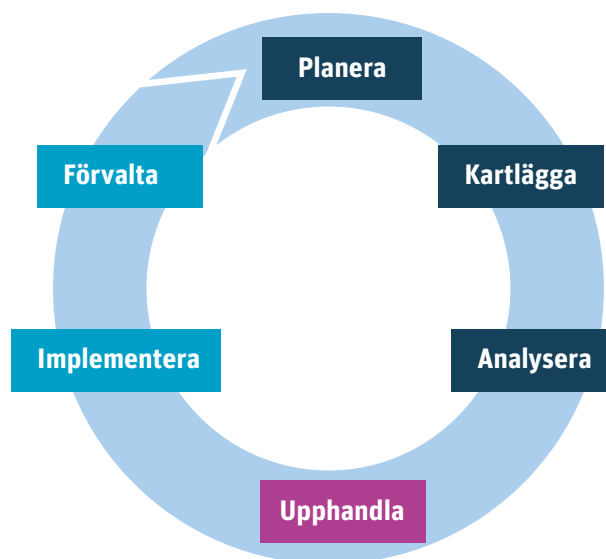 Planera
Kartlägga
Analysera
Upphandla
Implementera
Förvalta